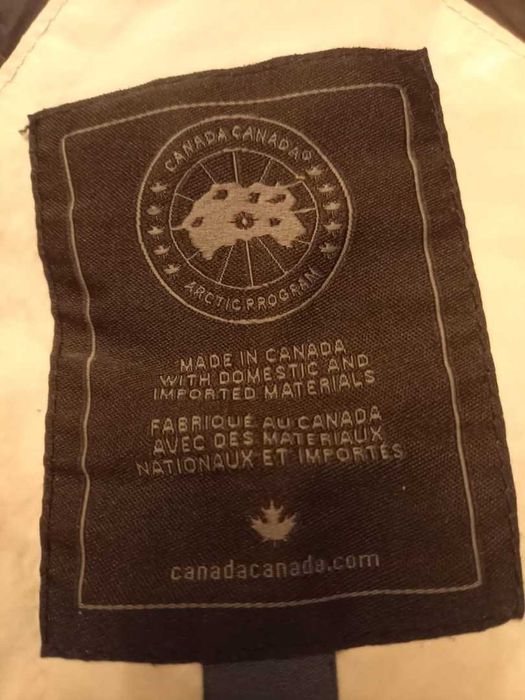 CANADA CANADA®
ARCTIC PROGRAM
MADE IN CANADA
WITH DOMESTIC AND
IMPORTED MATERIALS
FABRIQUÉ AU CANADA
AVEC DES MATERIAUX
NATIONAUX ET IMPORTÉS
canadacanada.com